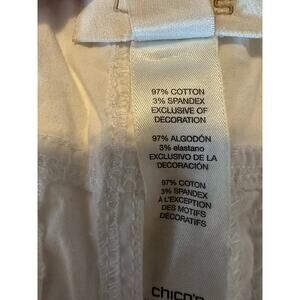 97% COTTON
3% SPANDEX
EXCLUSIVE OF
DECORATION
97% ALGODÓN
3% elastano
EXCLUSIVO DE LA
DECORACIÓN
97% COTON
3% SPANDEX
À L'EXCEPTION
DES MOTIFS
DÉCORATIFS
chico's